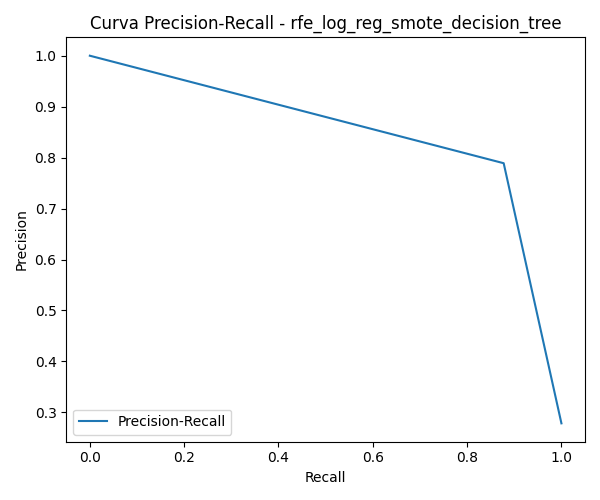 Curva Precision-Recall - rfe_log_reg_smote_decision_tree
1.0
0.9
0.8
0.7
0.6
0.5
0.4
0.3
Precision
Precision-Recall
0.0 0.2 0.4 0.6 0.8 1.0
Recall